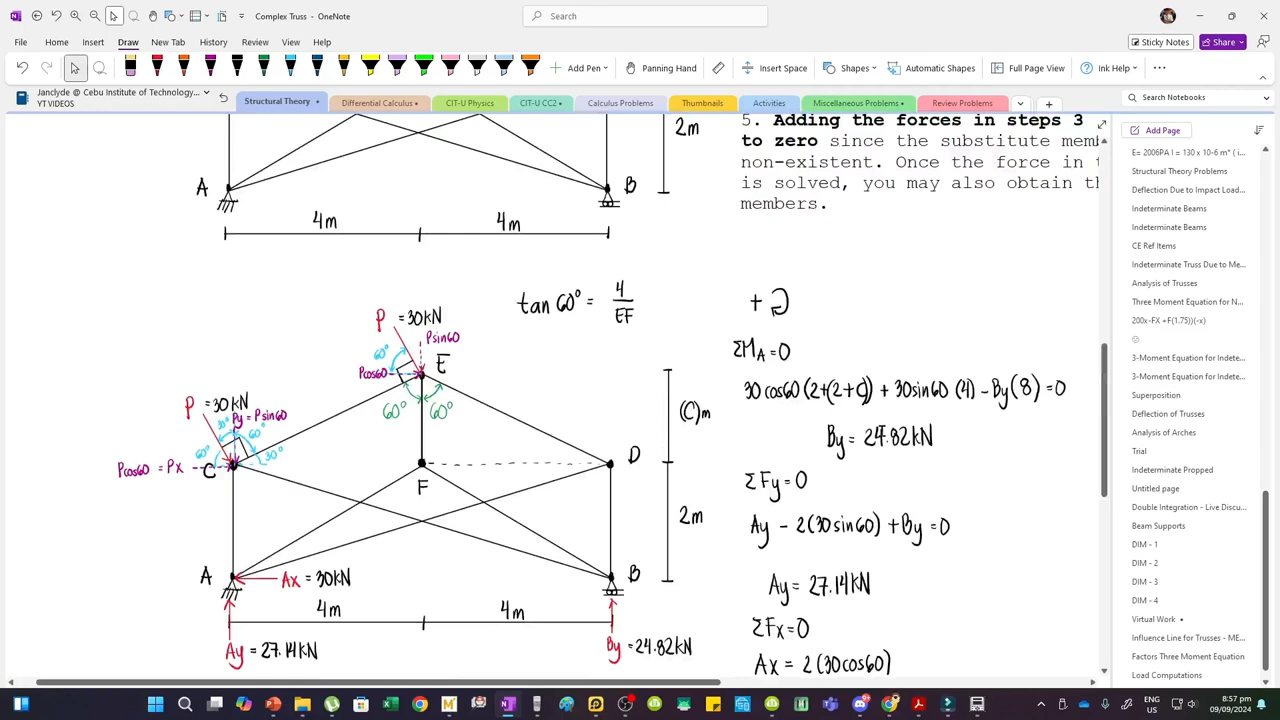 Complex Truss - OneNote
Search
File Home Insert Draw New Tab History Review View Help
Sticky Notes Share
Add Pen Panning Hand Insert Space Shapes Automatic Shapes Full Page View Ink Help
Janclyde @ Cebu Institute of Technology...
YT VIDEOS
Structural Theory Differential Calculus CIT-U Physics CIT-U CC2 Calculus Problems Thumbnails Activities Miscellaneous Problems Review Problems
Search Notebooks
5. Adding the forces in steps 3
to zero since the substitute memb
non-existent. Once the force in t
is solved, you may also obtain th
members.
2m
A
B
4m
4m
tan 60° = 4/EF
+
P = 30kN
Psin60
60°
Pcos60
E
60° 60°
P = 30 kN
Py = Psin60
30° 60°
60°
30°
Pcos60 = Px
C
D
F
(C)m
2m
A
Ax = 30kN
B
4m
4m
Ay = 27.14kN
By = 24.82kN
ΣMA = 0
30cos60(2+(2+C)) + 30sin60(4) - By(8) = 0
By = 24.82kN
ΣFy = 0
Ay - 2(30sin60) + By = 0
Ay = 27.14kN
ΣFx = 0
Ax = 2(30cos60)
Add Page
E= 2006PA I = 130 x 10-6 m⁴ ( i...
Structural Theory Problems
Deflection Due to Impact Load...
Indeterminate Beams
Indeterminate Beams
CE Ref Items
Indeterminate Truss Due to Me...
Analysis of Trusses
Three Moment Equation for N...
200x-FX +F(1.75)}(-x)
3-Moment Equation for Indete...
3-Moment Equation for Indete...
Superposition
Deflection of Trusses
Analysis of Arches
Trial
Indeterminate Propped
Untitled page
Double Integration - Live Discu...
Beam Supports
DIM - 1
DIM - 2
DIM - 3
DIM - 4
Virtual Work
Influence Line for Trusses - ME...
Factors Three Moment Equation
Load Computations
ENG
US
8:57 pm
09/09/2024